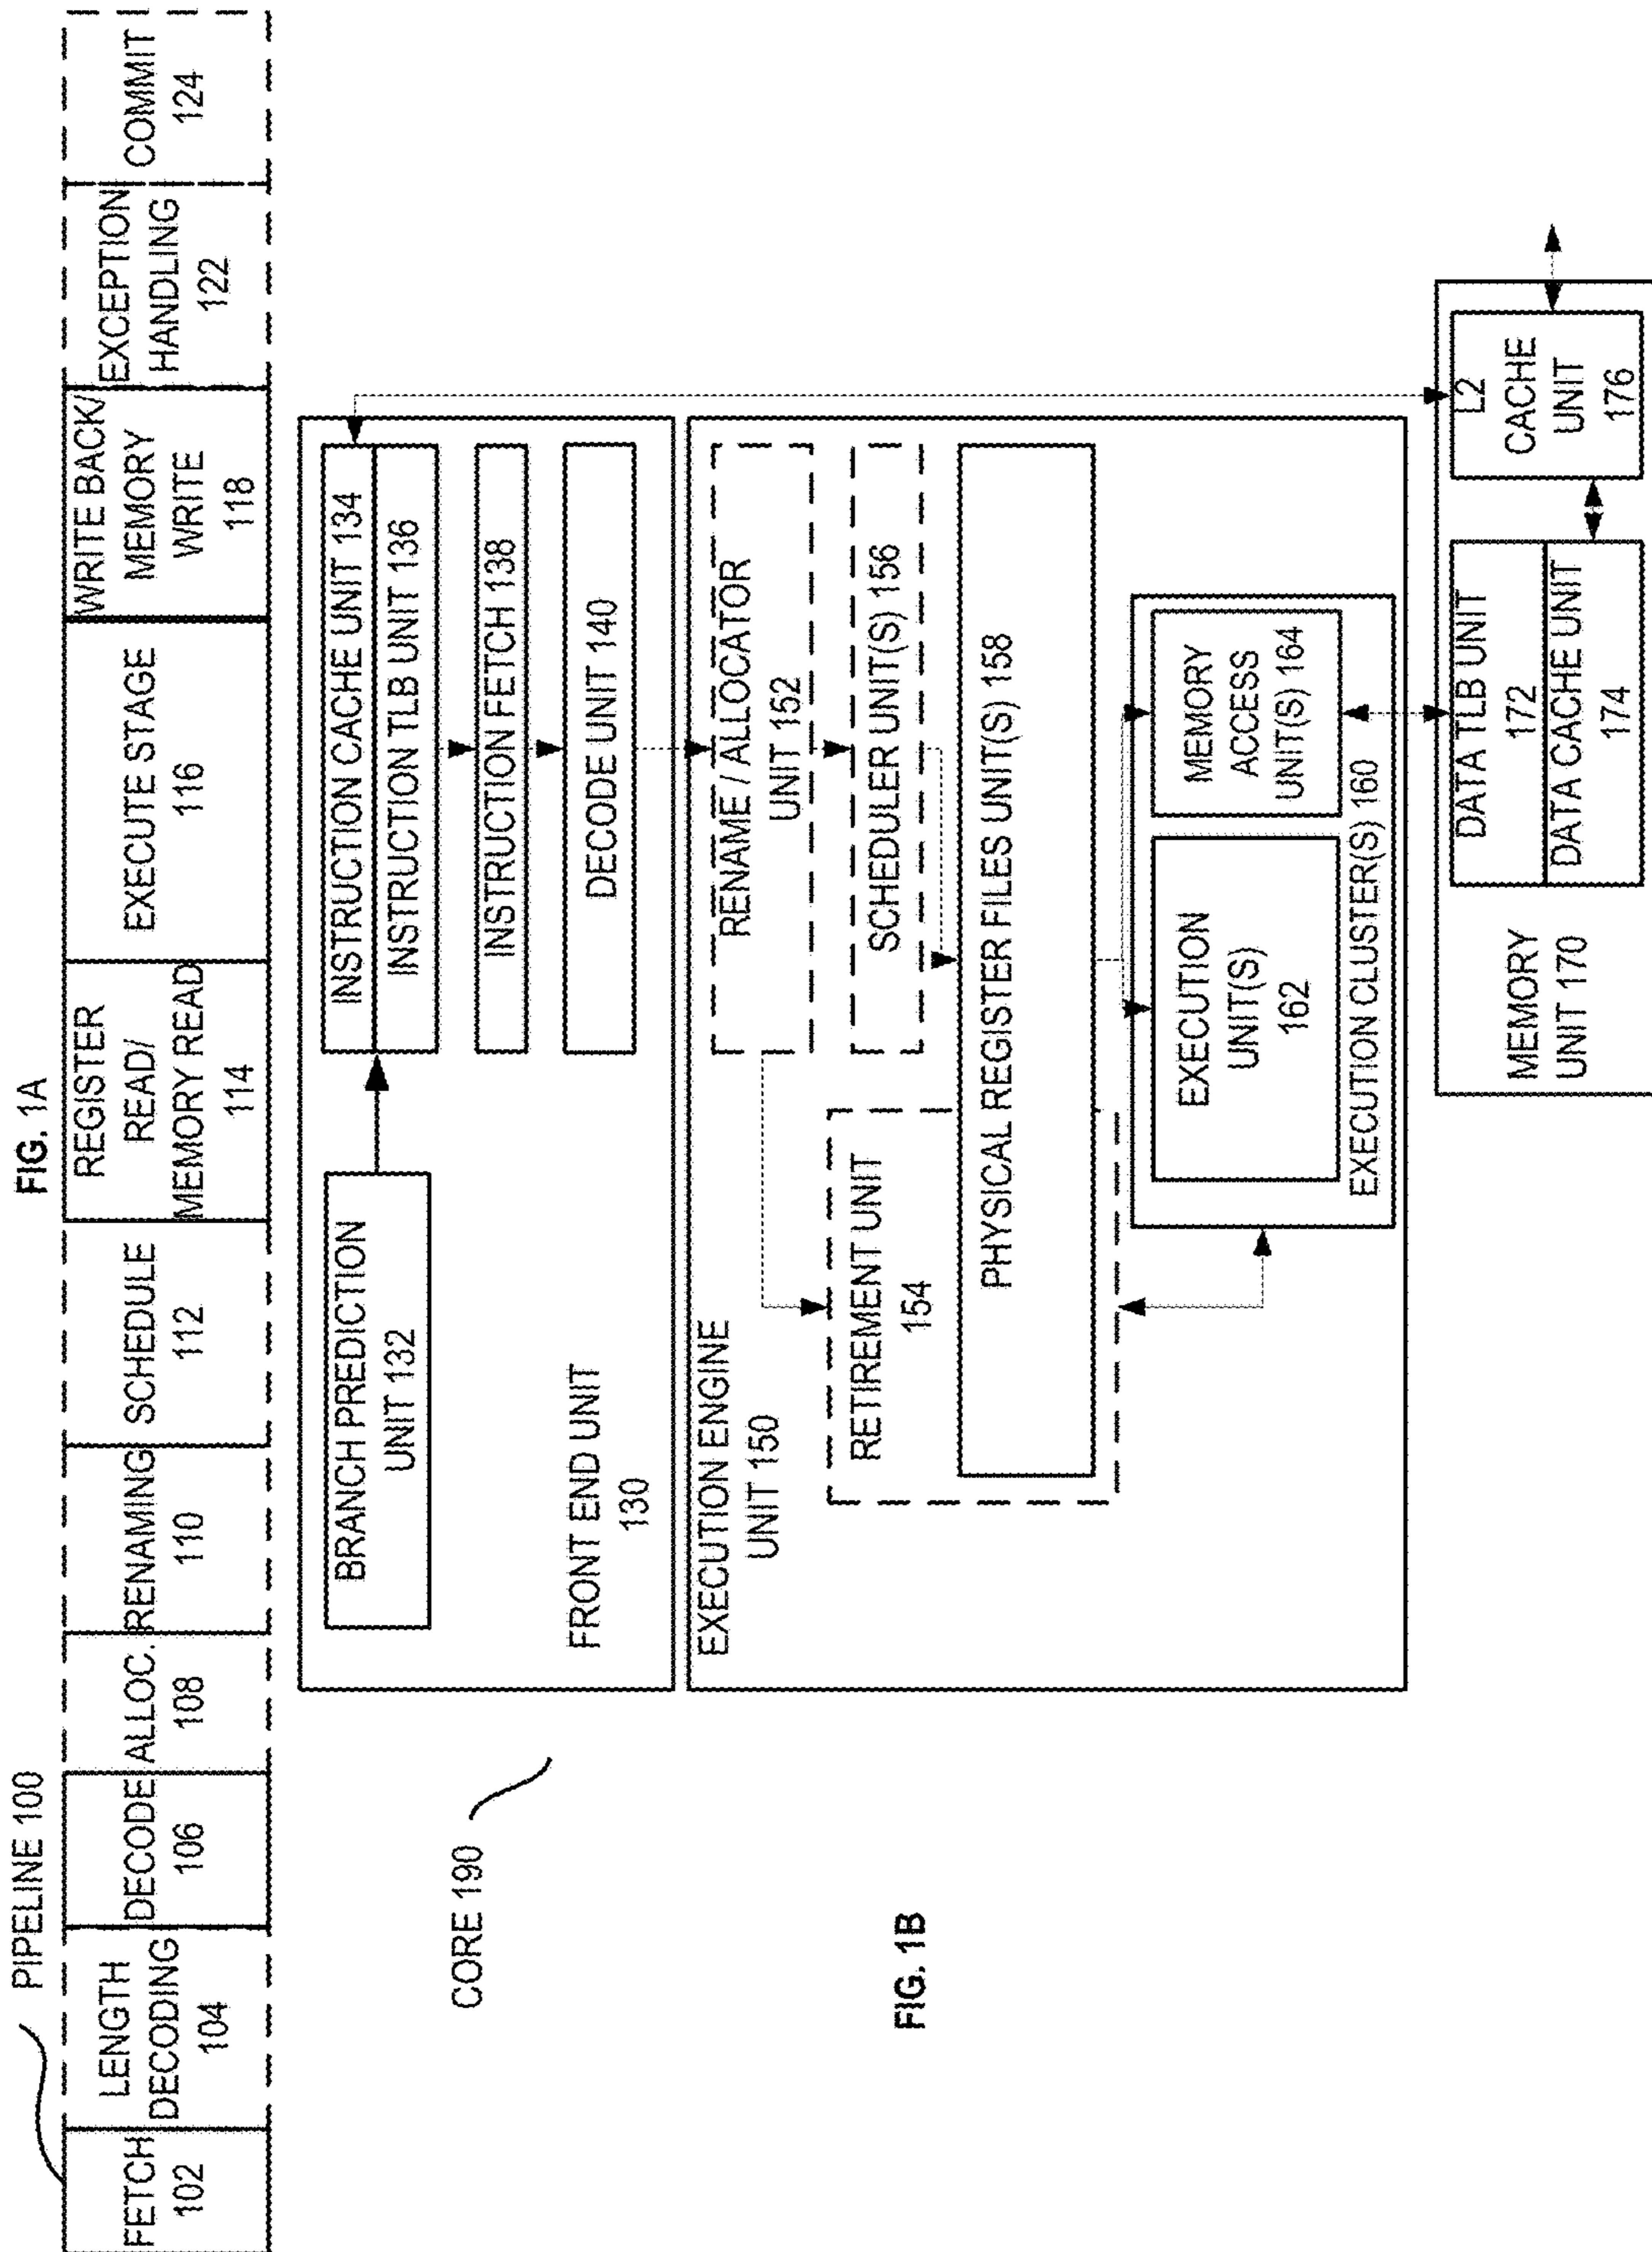 FIG. 1A
PIPELINE 100
FETCH
102
LENGTH
DECODING
104
DECODE
106
ALLOC.
108
RENAMING
110
SCHEDULE
112
REGISTER
READ/
MEMORY READ
114
EXECUTE STAGE
116
WRITE BACK/
MEMORY
WRITE
118
EXCEPTION
HANDLING
122
COMMIT
124
CORE 190
BRANCH PREDICTION
UNIT 132
INSTRUCTION CACHE UNIT 134
INSTRUCTION TLB UNIT 136
INSTRUCTION FETCH 138
DECODE UNIT 140
FRONT END UNIT
130
EXECUTION ENGINE
UNIT 150
RENAME / ALLOCATOR
UNIT 152
SCHEDULER UNIT(S) 156
RETIREMENT UNIT
154
PHYSICAL REGISTER FILES UNIT(S) 158
EXECUTION
UNIT(S)
162
MEMORY
ACCESS
UNIT(S) 164
EXECUTION CLUSTER(S) 160
MEMORY
UNIT 170
DATA TLB UNIT
172
DATA CACHE UNIT
174
L2
CACHE
UNIT
176
FIG. 1B